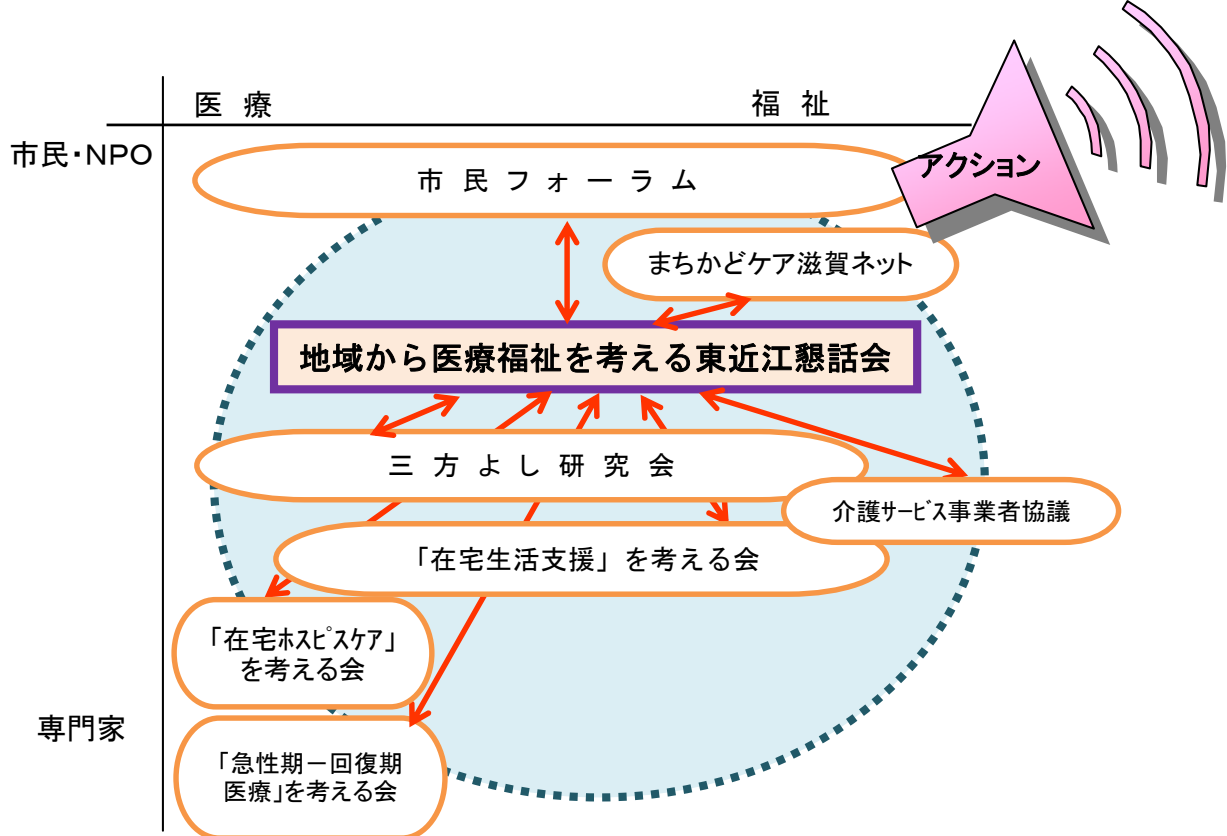 医 療
福 祉
市民・NPO
アクション
市 民 フ ォ ー ラ ム
まちかどケア滋賀ネット
地域から医療福祉を考える東近江懇話会
三 方 よ し 研 究 会
介護ｻｰﾋﾞｽ事業者協議
「在宅生活支援」を考える会
「在宅ﾎｽﾋﾟｽｹｱ」
を考える会
専門家
「急性期－回復期
医療」を考える会